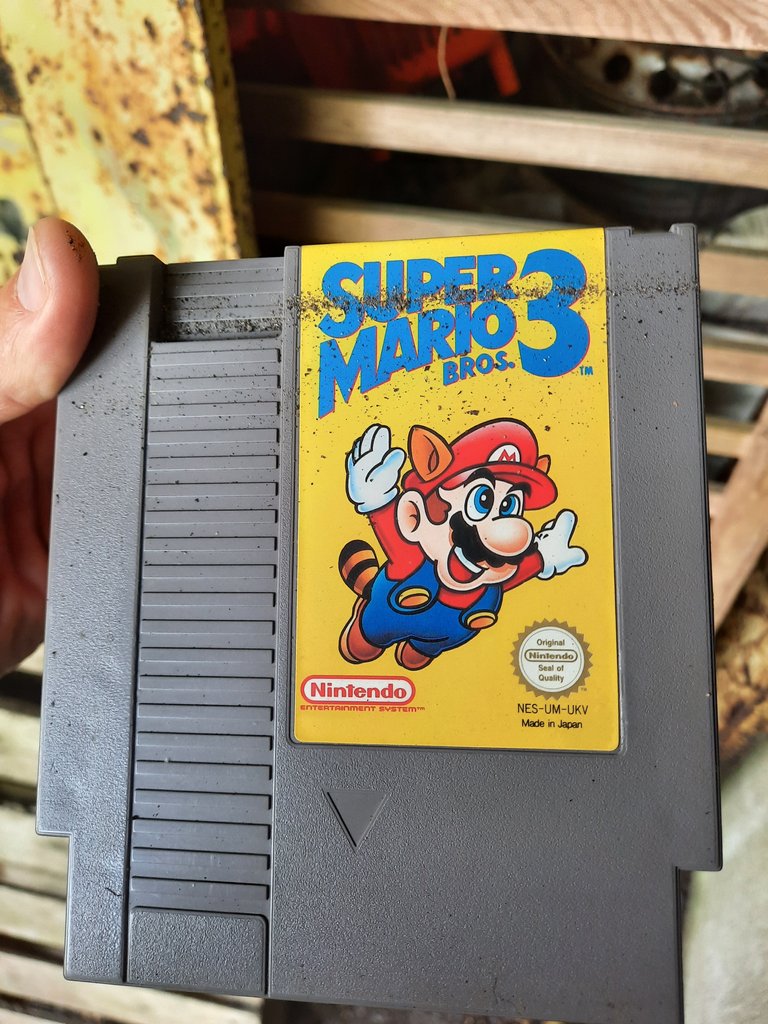 SUPER
MARIO 3
BROS. TM
M
Original
Nintendo
Seal of
Quality
TM
Nintendo
ENTERTAINMENT SYSTEM™
NES-UM-UKV
Made in Japan